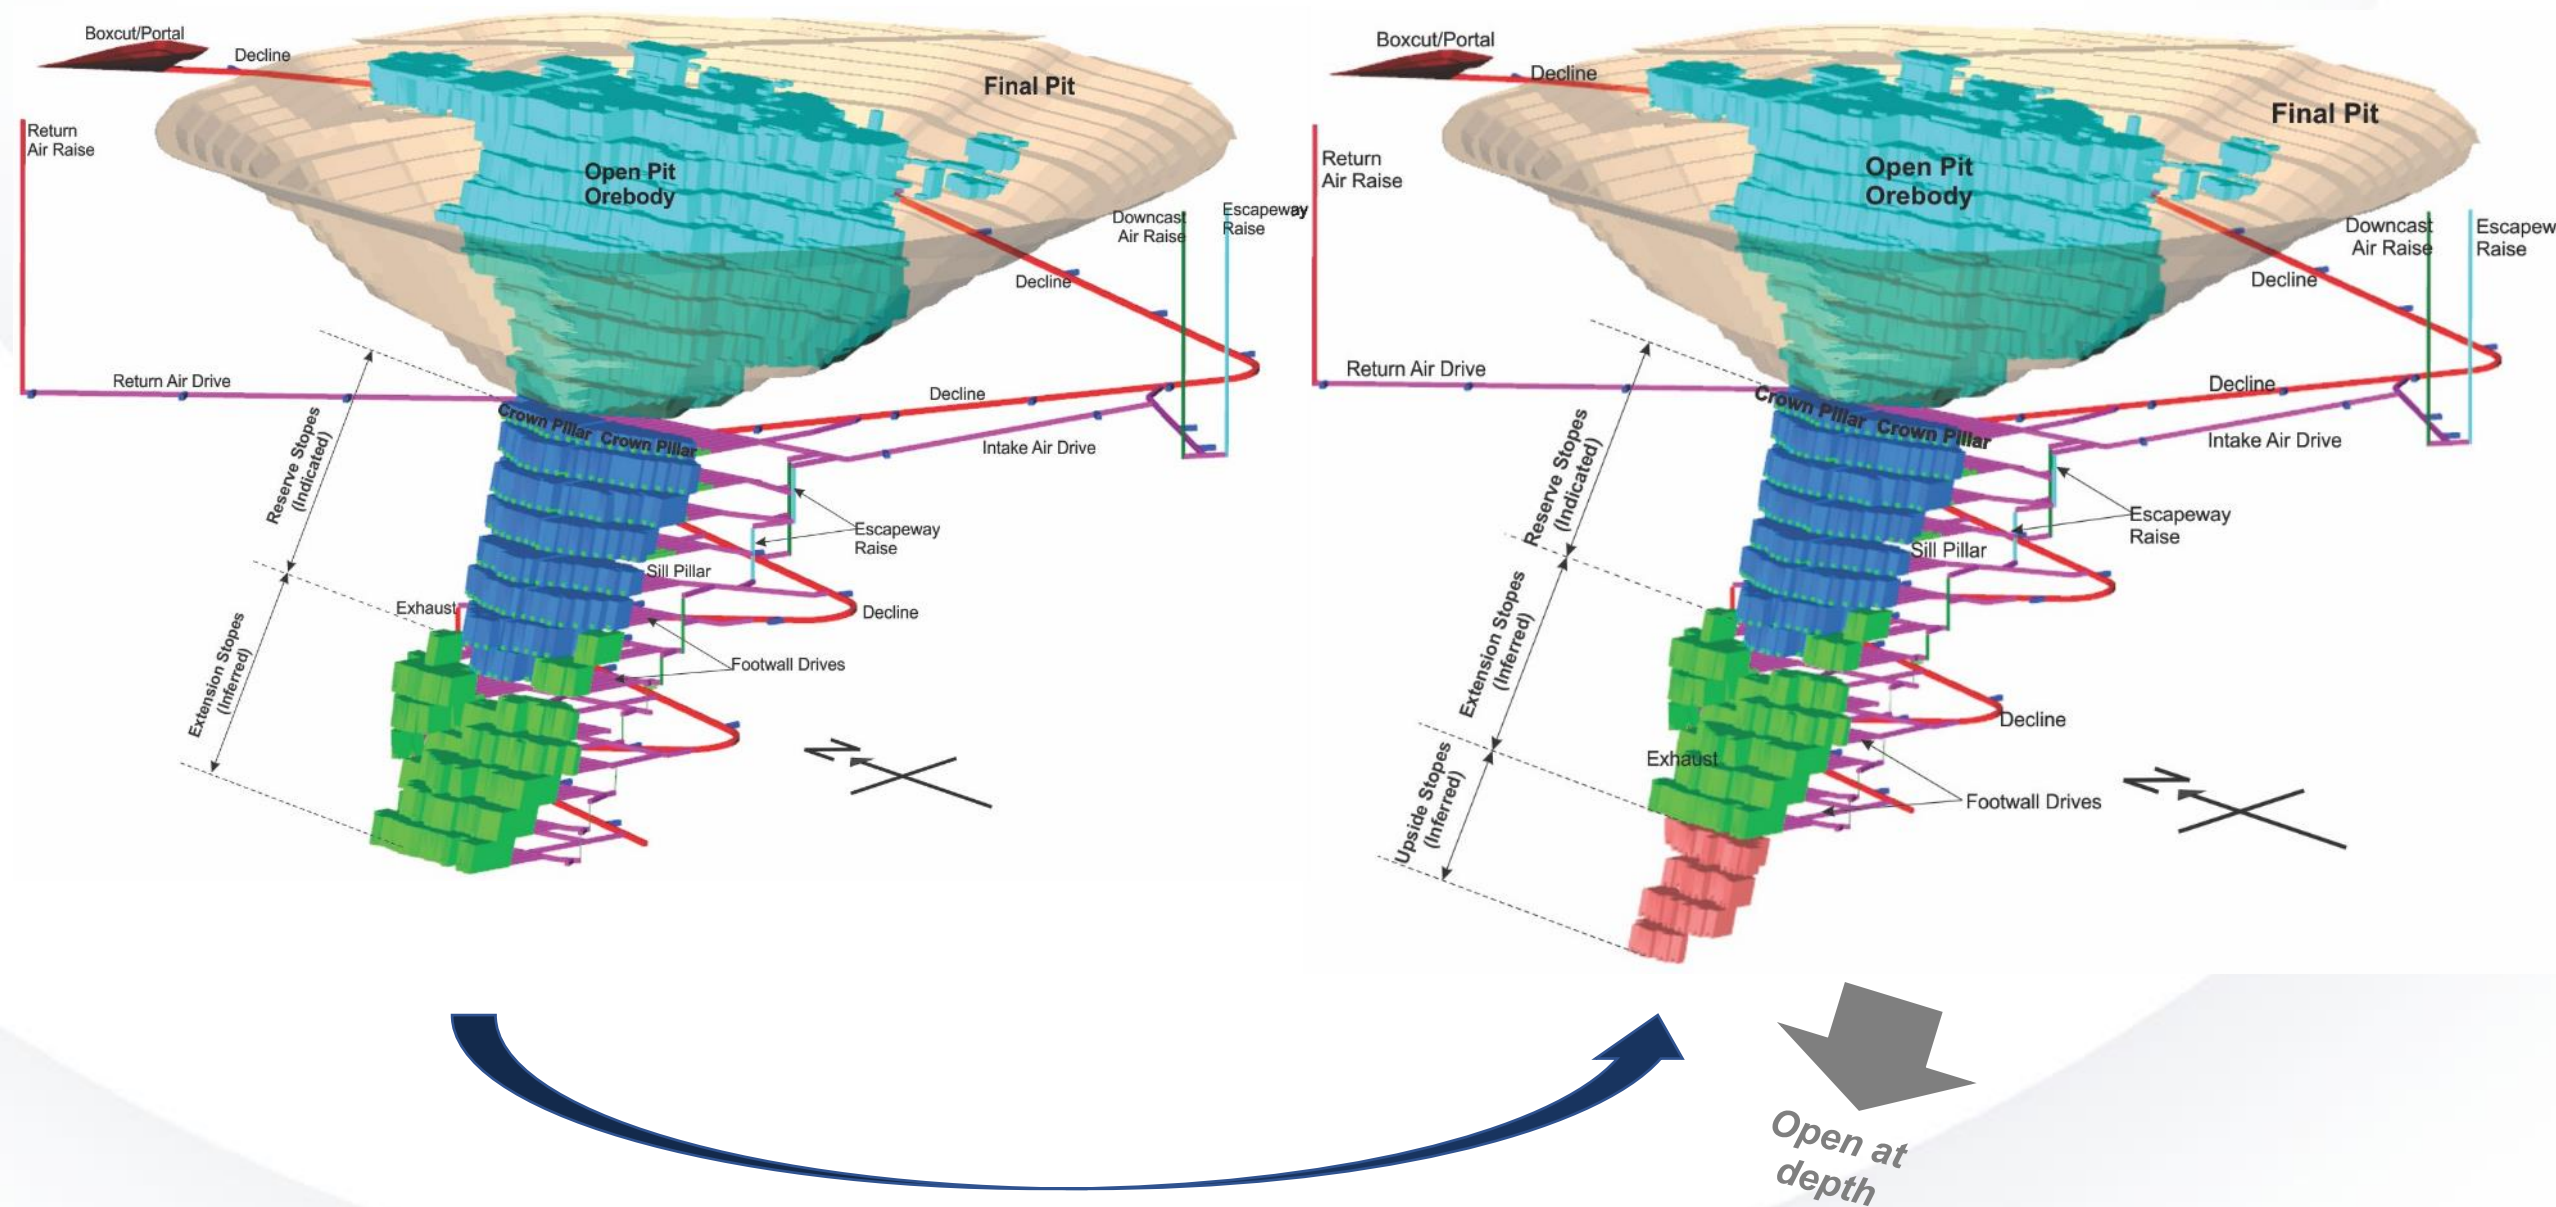 Boxcut/Portal
Decline
Final Pit
Return
Air Raise
Open Pit
Orebody
Downcast
Air Raise
Escapeway
Raise
Decline
Return Air Drive
Decline
Crown Pillar Crown Pillar
Intake Air Drive
Reserve Stopes
(Indicated)
Escapeway
Raise
Sill Pillar
Exhaust
Decline
Footwall Drives
Extension Stopes
(Inferred)
N
Boxcut/Portal
Decline
Final Pit
Return
Air Raise
Open Pit
Orebody
Downcast
Air Raise
Escapew
Raise
Decline
Return Air Drive
Decline
Crown Pillar Crown Pillar
Intake Air Drive
Reserve Stopes
(Indicated)
Escapeway
Raise
Sill Pillar
Extension Stopes
(Inferred)
Decline
Exhaust
Footwall Drives
Upside Stopes
(Inferred)
N
Open at
depth